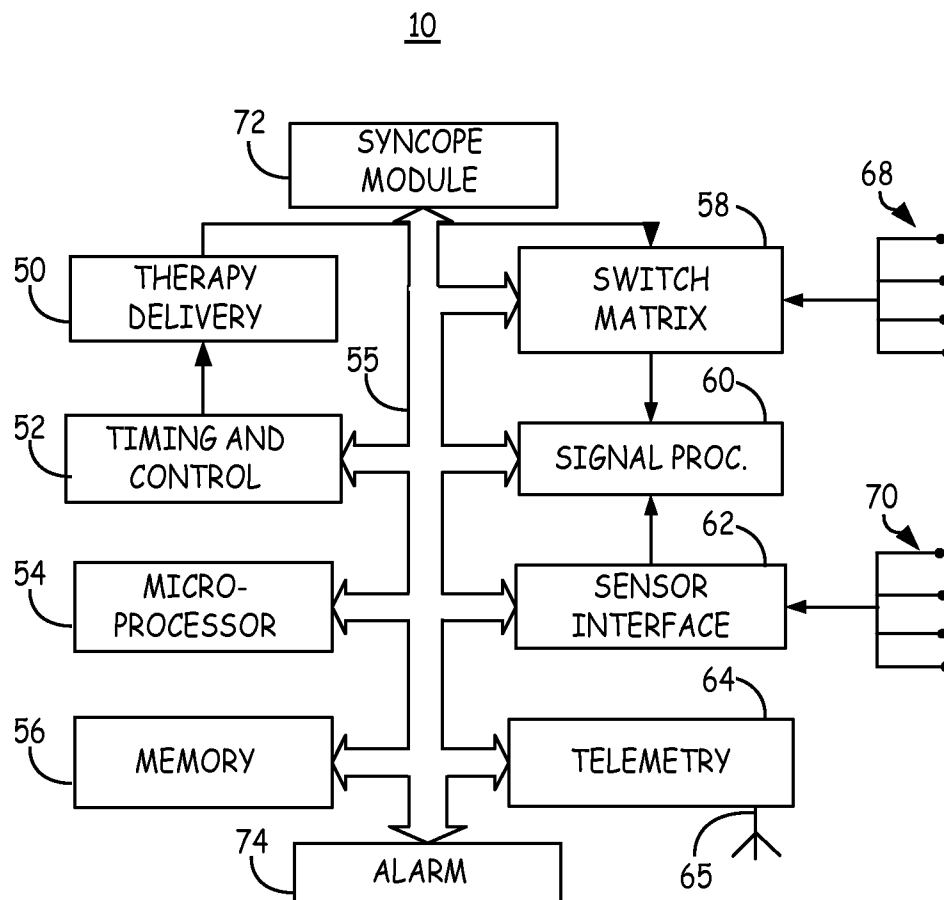 10
72
SYNCOPE
MODULE
68
58
50
THERAPY
DELIVERY
SWITCH
MATRIX
55
60
52
TIMING AND
CONTROL
SIGNAL PROC.
70
62
54
MICRO-
PROCESSOR
SENSOR
INTERFACE
64
56
MEMORY
TELEMETRY
74
ALARM
65